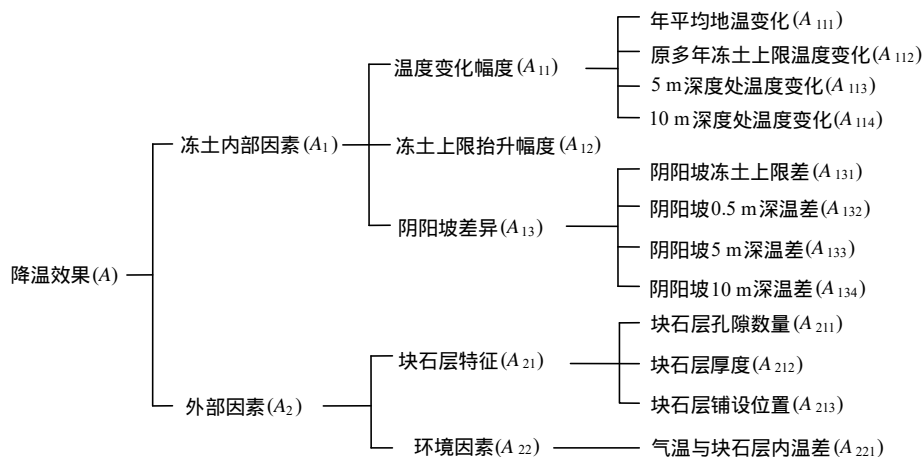 年平均地温变化(A111)
温度变化幅度(A11)
原多年冻土上限温度变化(A112)
5 m深度处温度变化(A113)
10 m深度处温度变化(A114)
冻土内部因素(A1)
冻土上限抬升幅度(A12)
阴阳坡冻土上限差(A131)
阴阳坡差异(A13)
阴阳坡0.5 m深温差(A132)
阴阳坡5 m深温差(A133)
阴阳坡10 m深温差(A134)
降温效果(A)
块石层孔隙数量(A211)
块石层特征(A21)
块石层厚度(A212)
块石层铺设位置(A213)
外部因素(A2)
环境因素(A22)
气温与块石层内温差(A221)